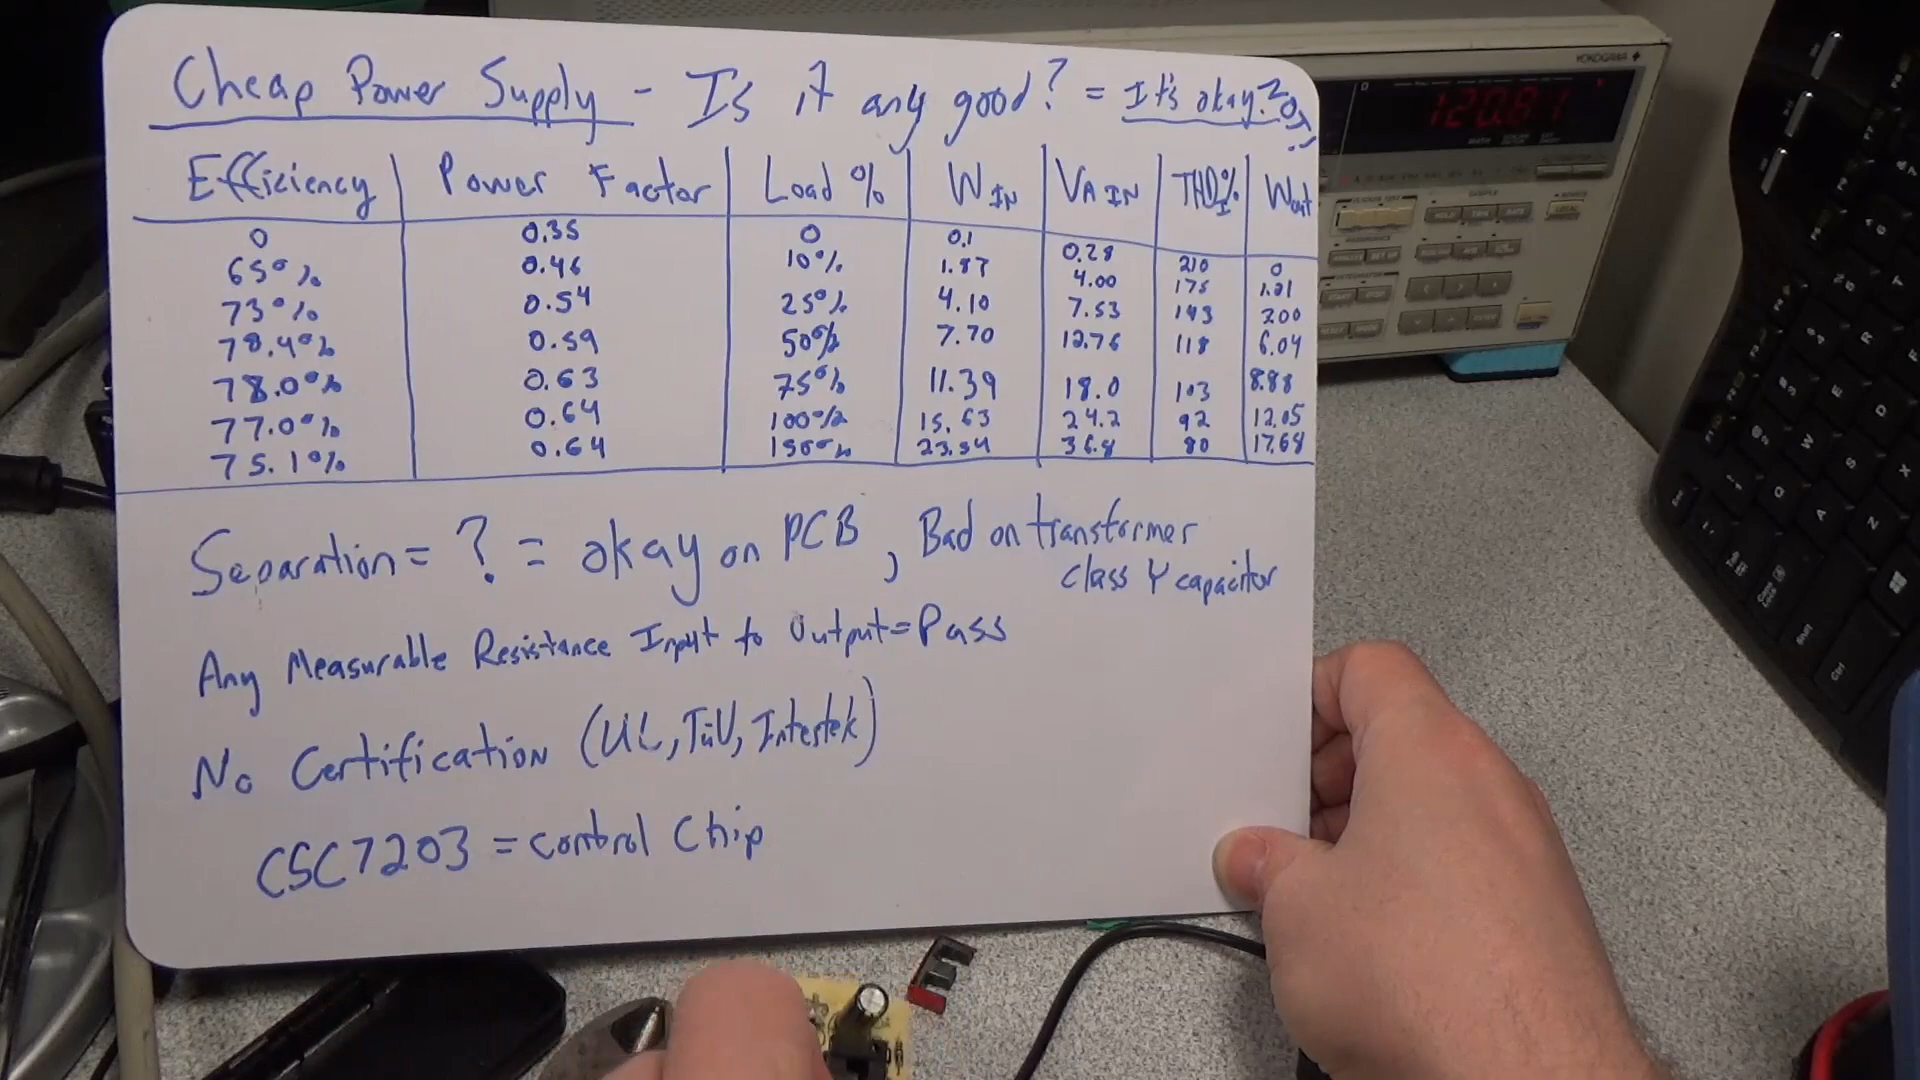 Cheap Power Supply - Is it any good? = It's okay.?
Efficiency Power Factor Load % WIN VA IN THD I % Wout
0 0.35 0 0.1 0.28 210 0
65% 0.46 10% 1.87 4.00 175 1.21
73% 0.54 25% 4.10 7.53 143 3.00
78.4% 0.59 50% 7.70 12.76 118 6.04
78.0% 0.63 75% 11.39 18.0 103 8.88
77.0% 0.64 100% 15.63 24.2 92 12.05
75.1% 0.64 150% 23.54 36.8 80 17.68
Separation = ? = okay on PCB, Bad on transformer
class Y capacitor
Any Measurable Resistance Input to Output = Pass
No Certification (UL, TüV, Intertek)
CSC7203 = control Chip
YOKOGAWA
120.81